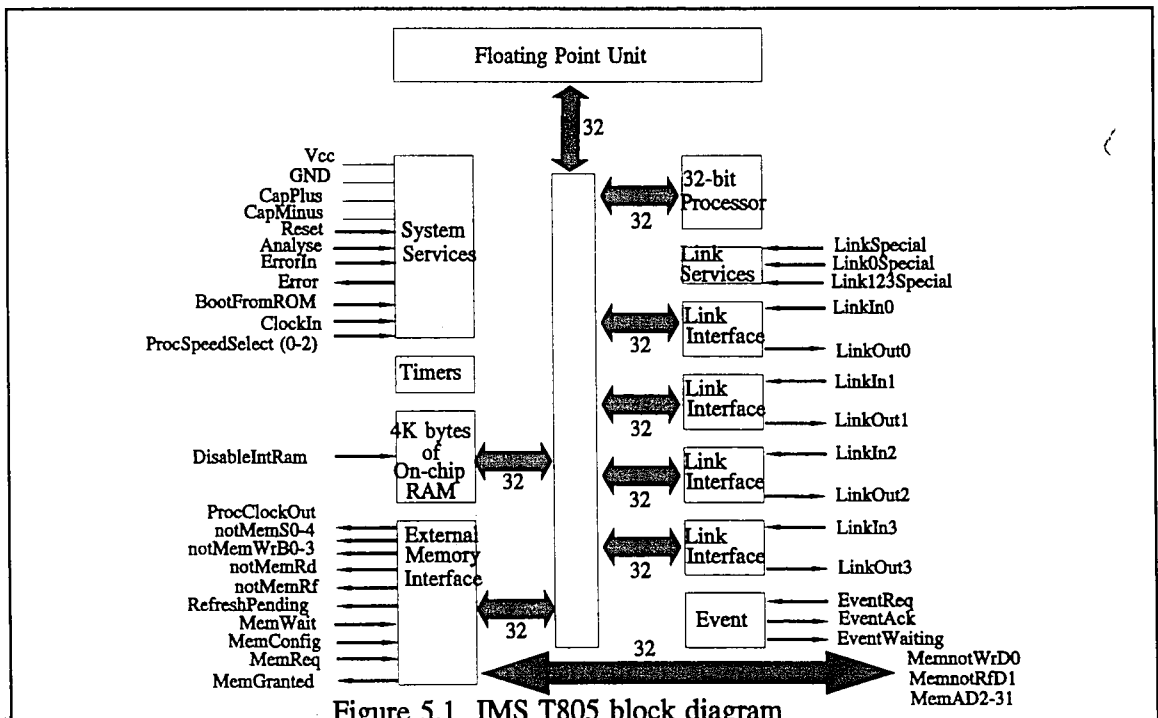 Floating Point Unit
32
Vcc
GND
CapPlus
CapMinus
Reset
Analyse
ErrorIn
Error
BootFromROM
ClockIn
ProcSpeedSelect (0-2)
System
Services
Timers
DisableIntRam
4K bytes
of
On-chip
RAM
32
ProcClockOut
notMemS0-4
notMemWrB0-3
notMemRd
notMemRf
RefreshPending
MemWait
MemConfig
MemReq
MemGranted
External
Memory
Interface
32
32-bit
Processor
32
Link
Services
LinkSpecial
Link0Special
Link123Special
Link
Interface
32
LinkIn0
LinkOut0
Link
Interface
32
LinkIn1
LinkOut1
Link
Interface
32
LinkIn2
LinkOut2
Link
Interface
32
LinkIn3
LinkOut3
Event
EventReq
EventAck
EventWaiting
32
MemnotWrD0
MemnotRfD1
MemAD2-31
Figure 5.1 IMS T805 block diagram